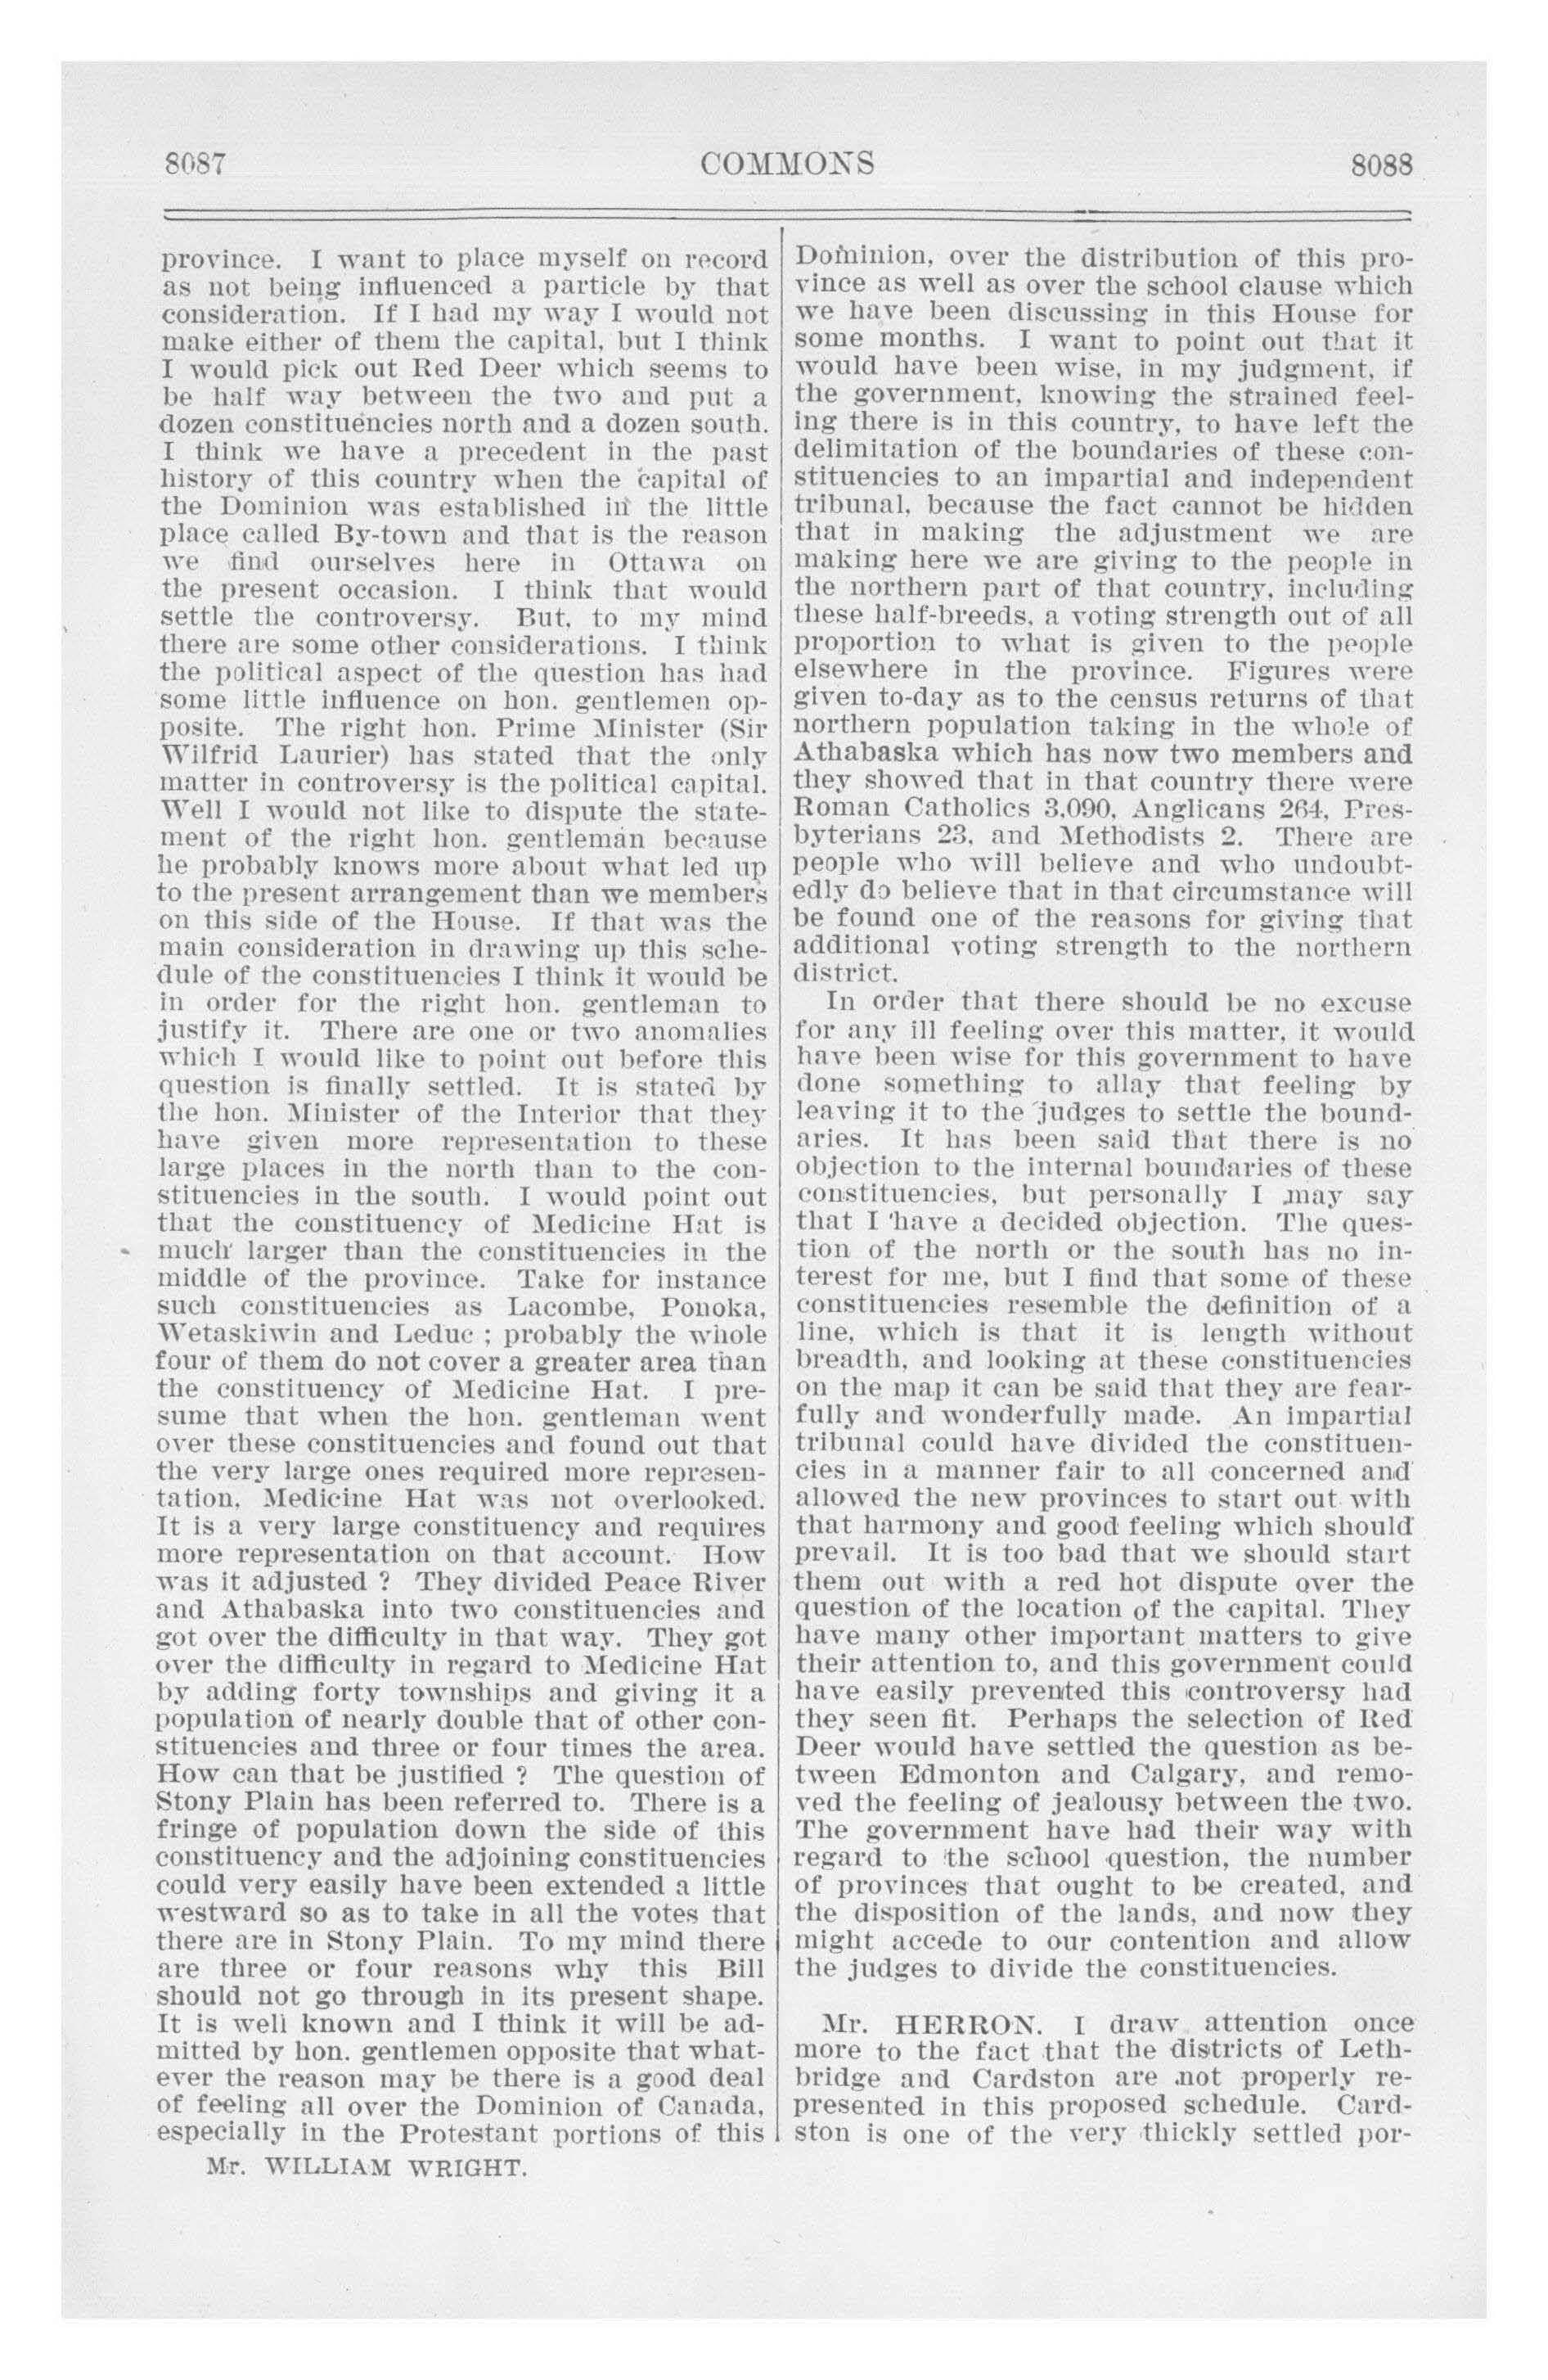 8087
COMMONS
8088
province. I want to place myself on record
as not being influenced a particle by that
consideration. If I had my way I would not
make either of them the capital, but I think
I would pick out Red Deer which seems to
be half way between the two and put a
dozen constituencies north and a dozen south.
I think we have a precedent in the past
history of this country when the capital of
the Dominion was established in the little
place called By-town and that is the reason
we find ourselves here in Ottawa on
the present occasion. I think that would
settle the controversy. But, to my mind
there are some other considerations. I think
the political aspect of the question has had
some little influence on hon. gentlemen op-
posite. The right hon. Prime Minister (Sir
Wilfrid Laurier) has stated that the only
matter in controversy is the political capital.
Well I would not like to dispute the state-
ment of the right hon. gentleman because
he probably knows more about what led up
to the present arrangement than we members
on this side of the House. If that was the
main consideration in drawing up this sche-
dule of the constituencies I think it would be
in order for the right hon. gentleman to
justify it. There are one or two anomalies
which I would like to point out before this
question is finally settled. It is stated by
the hon. Minister of the Interior that they
have given more representation to these
large places in the north than to the con-
stituencies in the south. I would point out
that the constituency of Medicine Hat is
much larger than the constituencies in the
middle of the province. Take for instance
such constituencies as Lacombe, Ponoka,
Wetaskiwin and Leduc ; probably the whole
four of them do not cover a greater area than
the constituency of Medicine Hat. I pre-
sume that when the hon. gentleman went
over these constituencies and found out that
the very large ones required more represen-
tation, Medicine Hat was not overlooked.
It is a very large constituency and requires
more representation on that account. How
was it adjusted ? They divided Peace River
and Athabaska into two constituencies and
got over the difficulty in that way. They got
over the difficulty in regard to Medicine Hat
by adding forty townships and giving it a
population of nearly double that of other con-
stituencies and three or four times the area.
How can that be justified ? The question of
Stony Plain has been referred to. There is a
fringe of population down the side of this
constituency and the adjoining constituencies
could very easily have been extended a little
westward so as to take in all the votes that
there are in Stony Plain. To my mind there
are three or four reasons why this Bill
should not go through in its present shape.
It is well known and I think it will be ad-
mitted by hon. gentlemen opposite that what-
ever the reason may be there is a good deal
of feeling all over the Dominion of Canada,
especially in the Protestant portions of this
Mr. WILLIAM WRIGHT.
Dominion, over the distribution of this pro-
vince as well as over the school clause which
we have been discussing in this House for
some months. I want to point out that it
would have been wise, in my judgment, if
the government, knowing the strained feel-
ing there is in this country, to have left the
delimitation of the boundaries of these con-
stituencies to an impartial and independent
tribunal, because the fact cannot be hidden
that in making the adjustment we are
making here we are giving to the people in
the northern part of that country, including
these half-breeds, a voting strength out of all
proportion to what is given to the people
elsewhere in the province. Figures were
given to-day as to the census returns of that
northern population taking in the whole of
Athabaska which has now two members and
they showed that in that country there were
Roman Catholics 3,090, Anglicans 264, Pres-
byterians 23, and Methodists 2. There are
people who will believe and who undoubt-
edly do believe that in that circumstance will
be found one of the reasons for giving that
additional voting strength to the northern
district.
In order that there should be no excuse
for any ill feeling over this matter, it would
have been wise for this government to have
done something to allay that feeling by
leaving it to the judges to settle the bound-
aries. It has been said that there is no
objection to the internal boundaries of these
constituencies, but personally I may say
that I have a decided objection. The ques-
tion of the north or the south has no in-
terest for me, but I find that some of these
constituencies resemble the definition of a
line, which is that it is length without
breadth, and looking at these constituencies
on the map it can be said that they are fear-
fully and wonderfully made. An impartial
tribunal could have divided the constituen-
cies in a manner fair to all concerned and
allowed the new provinces to start out with
that harmony and good feeling which should
prevail. It is too bad that we should start
them out with a red hot dispute over the
question of the location of the capital. They
have many other important matters to give
their attention to, and this government could
have easily prevented this controversy had
they seen fit. Perhaps the selection of Red
Deer would have settled the question as be-
tween Edmonton and Calgary, and remo-
ved the feeling of jealousy between the two.
The government have had their way with
regard to the school question, the number
of provinces that ought to be created, and
the disposition of the lands, and now they
might accede to our contention and allow
the judges to divide the constituencies.
Mr. HERRON. I draw attention once
more to the fact that the districts of Leth-
bridge and Cardston are not properly re-
presented in this proposed schedule. Card-
ston is one of the very thickly settled por-